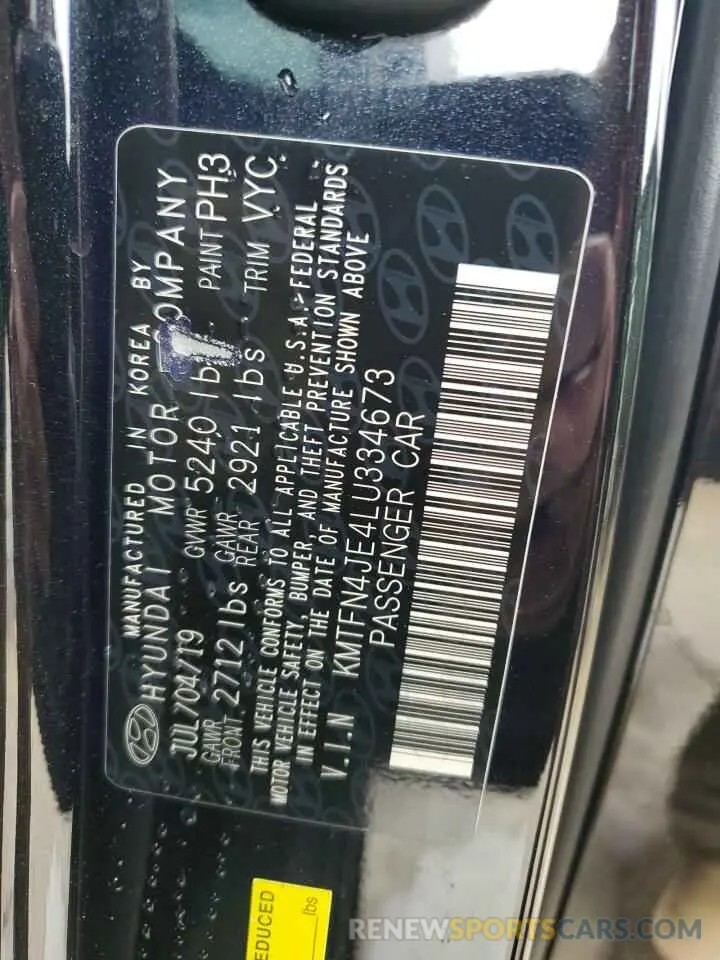 MANUFACTURED IN KOREA BY
HYUNDAI MOTOR COMPANY
JUL/04/19 GVWR 5240 lbs PAINT PH3
GAWR FRONT 2712 lbs GAWR REAR 2921 lbs TRIM VYC
THIS VEHICLE CONFORMS TO ALL APPLICABLE U.S.A. FEDERAL
MOTOR VEHICLE SAFETY, BUMPER, AND THEFT PREVENTION STANDARDS
IN EFFECT ON THE DATE OF MANUFACTURE SHOWN ABOVE
V.I.N KMTFN4JE4LU334673
PASSENGER CAR
EDUCED
lbs
RENEWSPORTSCARS.COM